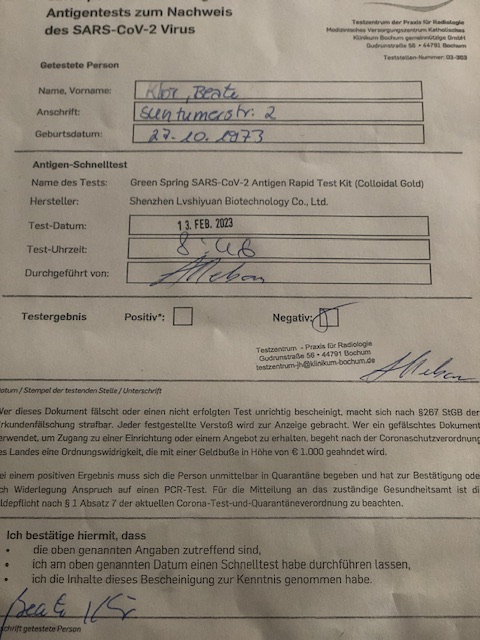 Antigentests zum Nachweis
des SARS-CoV-2 Virus
Testzentrum der Praxis für Radiologie
Medizinisches Versorgungszentrum Katholisches
Klinikum Bochum gemeinnützige GmbH
Gudrunstraße 56 • 44791 Bochum
Teststellen-Nummer: 03-303
Getestete Person
Name, Vorname: Klör, Beate
Anschrift: Suntumerstr. 2
Geburtsdatum: 27.10.1973
Antigen-Schnelltest
Name des Tests: Green Spring SARS-CoV-2 Antigen Rapid Test Kit (Colloidal Gold)
Hersteller: Shenzhen Lvshiyuan Biotechnology Co., Ltd.
Test-Datum: 13. FEB. 2023
Test-Uhrzeit: 8:48
Durchgeführt von:
Testergebnis Positiv*: Negativ:
Testzentrum - Praxis für Radiologie
Gudrunstraße 56 • 44791 Bochum
testzentrum-jh@klinikum-bochum.de
Datum / Stempel der testenden Stelle / Unterschrift
Wer dieses Dokument fälscht oder einen nicht erfolgten Test unrichtig bescheinigt, macht sich nach §267 StGB der
Urkundenfälschung strafbar. Jeder festgestellte Verstoß wird zur Anzeige gebracht. Wer ein gefälschtes Dokument
verwendet, um Zugang zu einer Einrichtung oder einem Angebot zu erhalten, begeht nach der Coronaschutzverordnung
des Landes eine Ordnungswidrigkeit, die mit einer Geldbuße in Höhe von € 1.000 geahndet wird.
Bei einem positiven Ergebnis muss sich die Person unmittelbar in Quarantäne begeben und hat zur Bestätigung oder
Widerlegung Anspruch auf einen PCR-Test. Für die Mitteilung an das zuständige Gesundheitsamt ist die
Meldepflicht nach § 1 Absatz 7 der aktuellen Corona-Test-und-Quarantäneverordnung zu beachten.
Ich bestätige hiermit, dass
• die oben genannten Angaben zutreffend sind,
• ich am oben genannten Datum einen Schnelltest habe durchführen lassen,
• ich die Inhalte dieses Bescheinigung zur Kenntnis genommen habe.
Beate Klör
schrift getestete Person